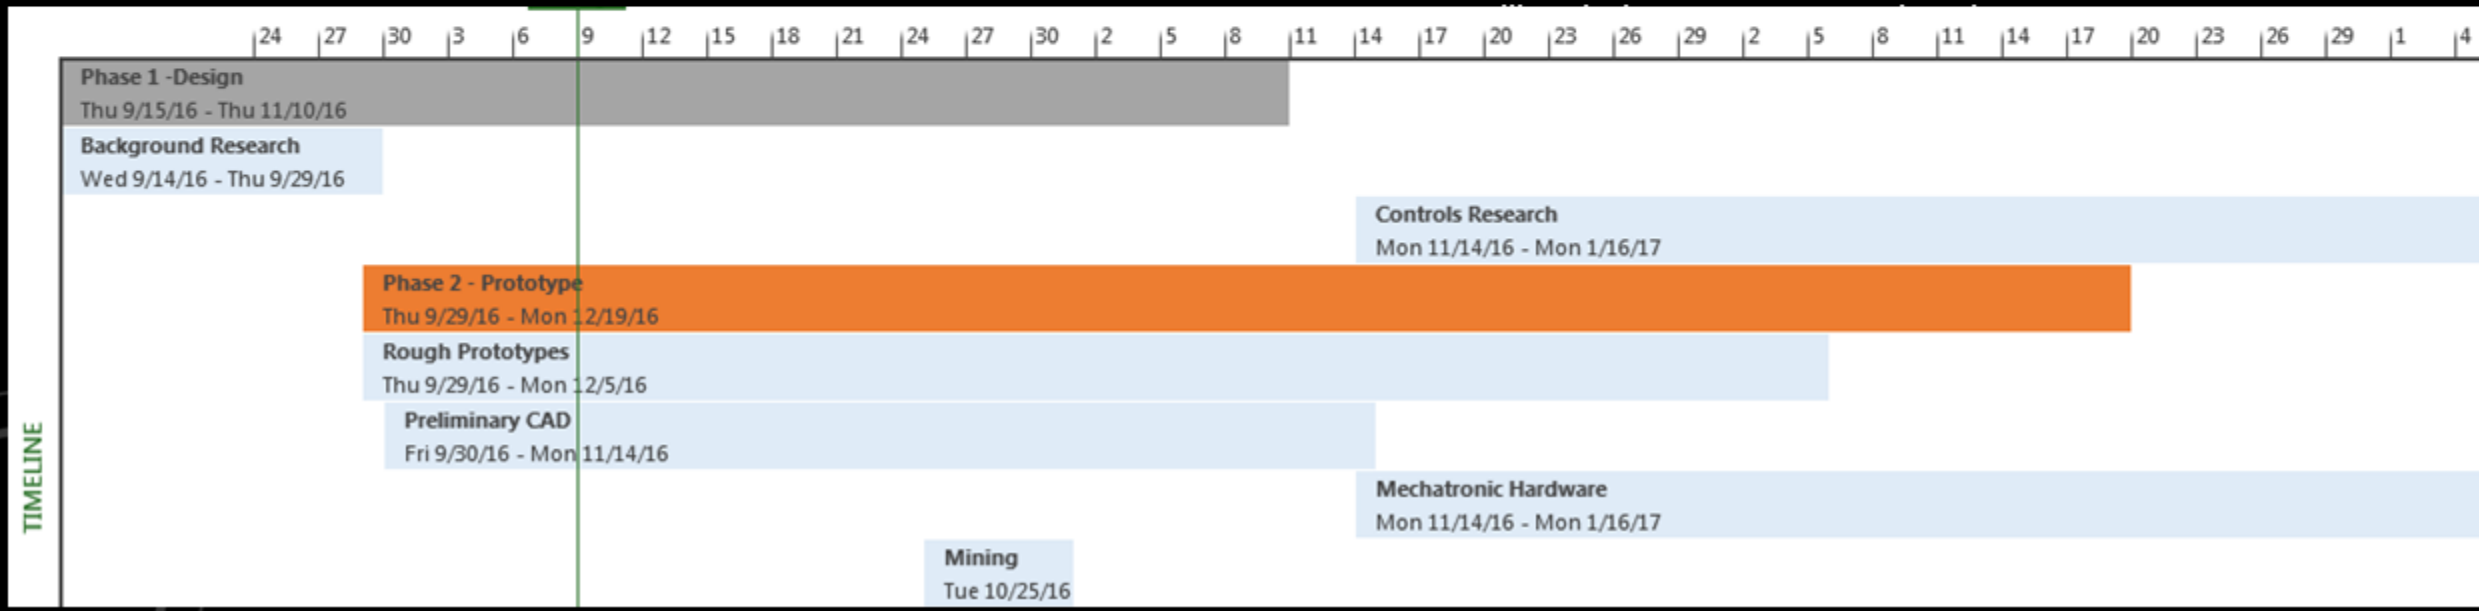 24 27 30 3 6 9 12 15 18 21 24 27 30 2 5 8 11 14 17 20 23 26 29 2 5 8 11 14 17 20 23 26 29 1 4
Phase 1 -Design
Thu 9/15/16 - Thu 11/10/16
Background Research
Wed 9/14/16 - Thu 9/29/16
Controls Research
Mon 11/14/16 - Mon 1/16/17
Phase 2 - Prototype
Thu 9/29/16 - Mon 12/19/16
Rough Prototypes
Thu 9/29/16 - Mon 12/5/16
Preliminary CAD
Fri 9/30/16 - Mon 11/14/16
Mechatronic Hardware
Mon 11/14/16 - Mon 1/16/17
Mining
Tue 10/25/16
TIMELINE